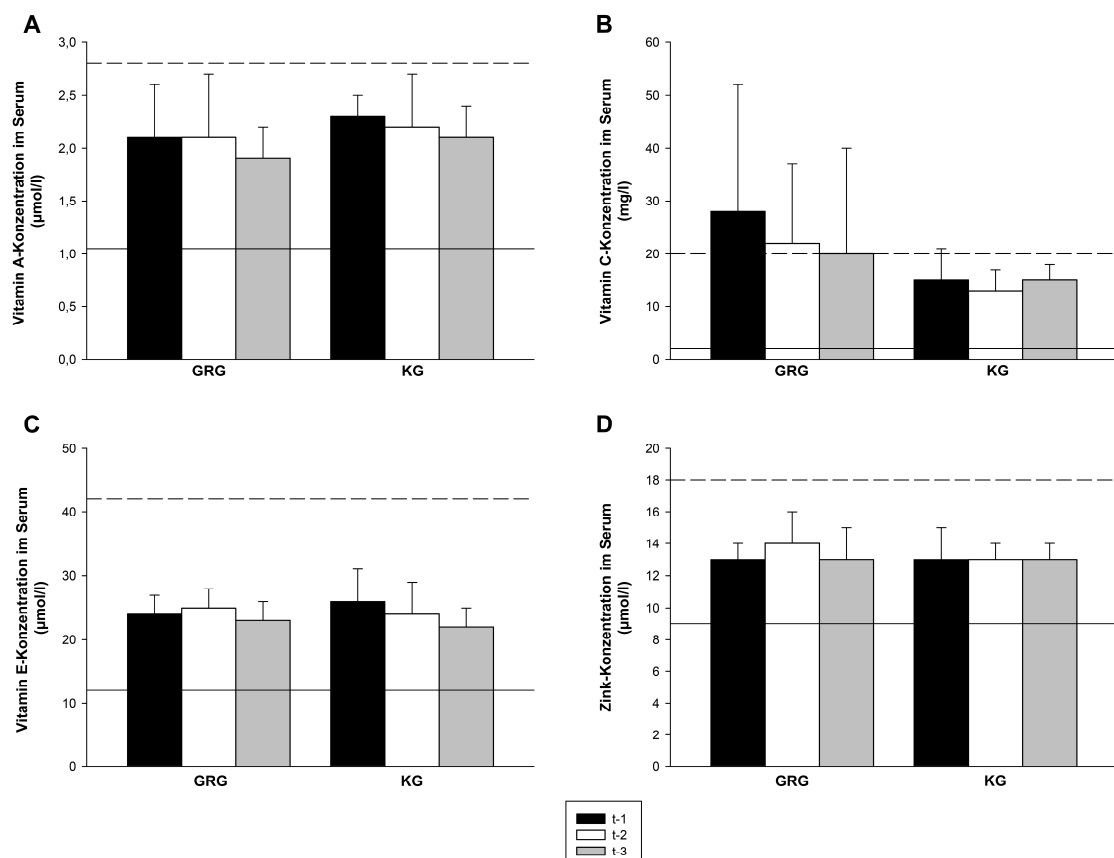 A
Vitamin A-Konzentration im Serum
(µmol/l)
3,0
2,5
2,0
1,5
1,0
0,5
0,0
GRG
KG
B
Vitamin C-Konzentration im Serum
(mg/l)
60
50
40
30
20
10
0
GRG
KG
C
Vitamin E-Konzentration im Serum
(µmol/l)
50
40
30
20
10
0
GRG
KG
D
Zink-Konzentration im Serum
(µmol/l)
20
18
16
14
12
10
8
6
4
2
0
GRG
KG
t-1
t-2
t-3